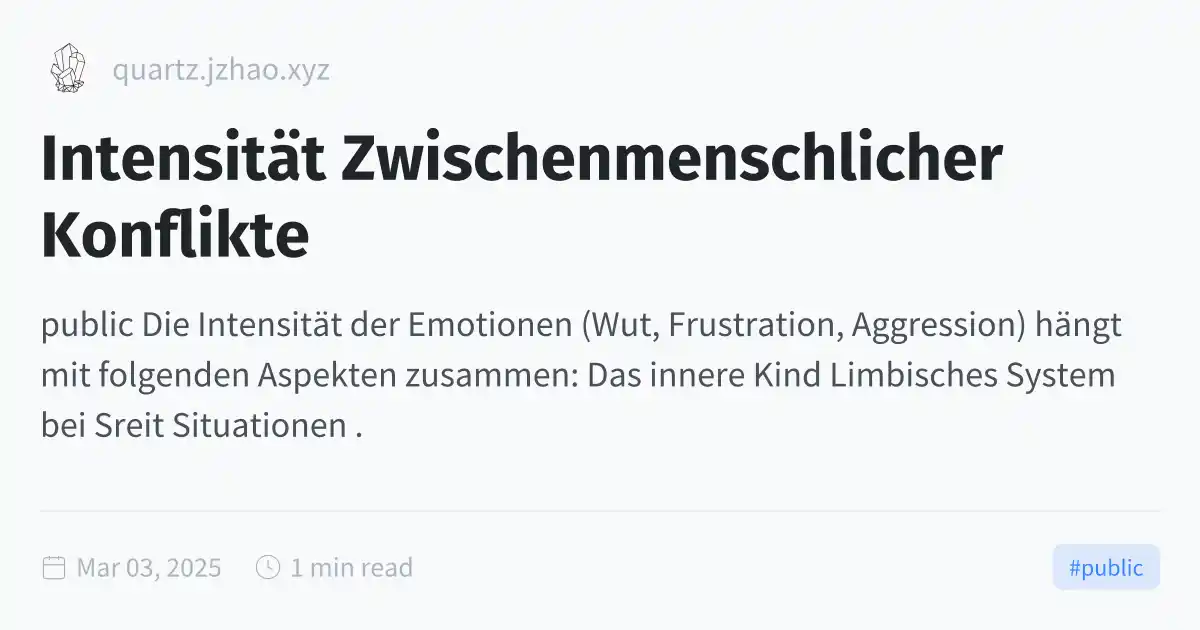 quartz.jzhao.xyz
Intensität Zwischenmenschlicher
Konflikte
public Die Intensität der Emotionen (Wut, Frustration, Aggression) hängt
mit folgenden Aspekten zusammen: Das innere Kind Limbisches System
bei Sreit Situationen .
Mar 03, 2025 1 min read #public